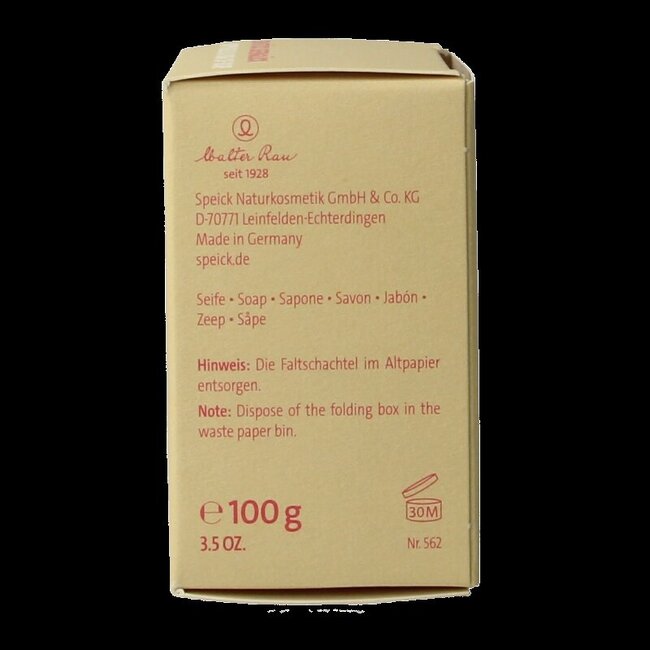 Walter Rau
seit 1928
Speick Naturkosmetik GmbH & Co. KG
D-70771 Leinfelden-Echterdingen
Made in Germany
speick.de
Seife • Soap • Sapone • Savon • Jabón •
Zeep • Såpe
Hinweis: Die Faltschachtel im Altpapier
entsorgen.
Note: Dispose of the folding box in the
waste paper bin.
℮ 100 g
3.5 OZ.
30M
Nr. 562